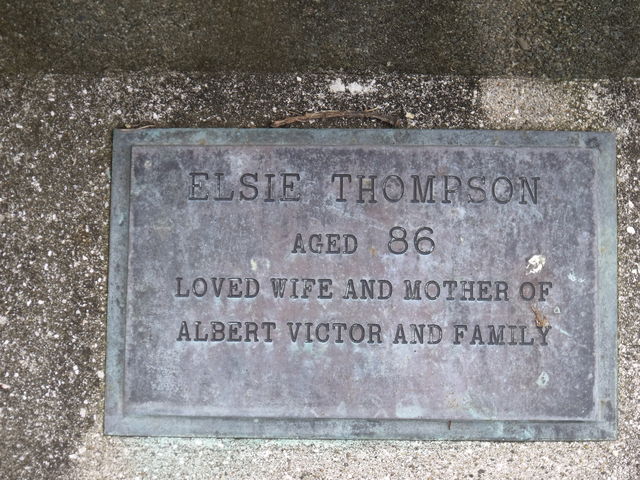 ELSIE THOMPSON
AGED 86
LOVED WIFE AND MOTHER OF
ALBERT VICTOR AND FAMILY